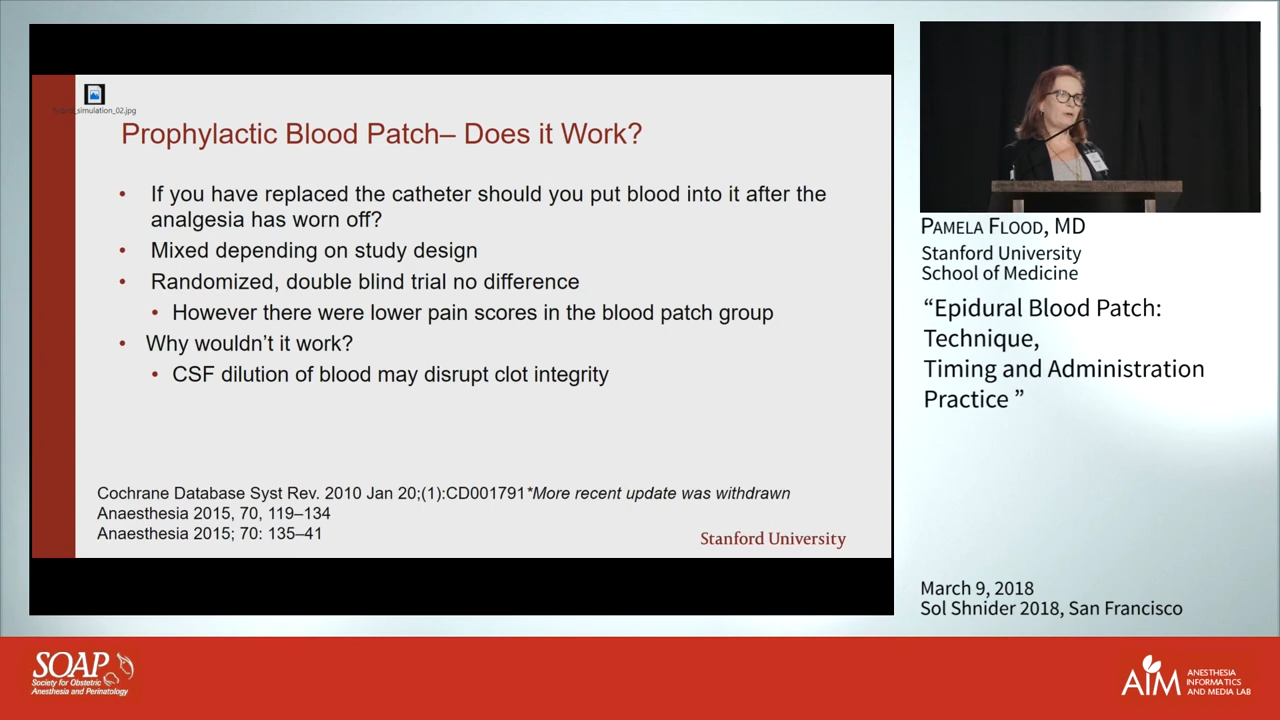 _simulation_02.jpg
Prophylactic Blood Patch– Does it Work?
• If you have replaced the catheter should you put blood into it after the
analgesia has worn off?
• Mixed depending on study design
• Randomized, double blind trial no difference
• However there were lower pain scores in the blood patch group
• Why wouldn’t it work?
• CSF dilution of blood may disrupt clot integrity
Cochrane Database Syst Rev. 2010 Jan 20;(1):CD001791*More recent update was withdrawn
Anaesthesia 2015, 70, 119–134
Anaesthesia 2015; 70: 135–41
Stanford University
PAMELA FLOOD, MD
Stanford University
School of Medicine
“Epidural Blood Patch:
Technique,
Timing and Administration
Practice ”
March 9, 2018
Sol Shnider 2018, San Francisco
SOAP
Society for Obstetric
Anesthesia and Perinatology
AIM
ANESTHESIA
INFORMATICS
AND MEDIA LAB